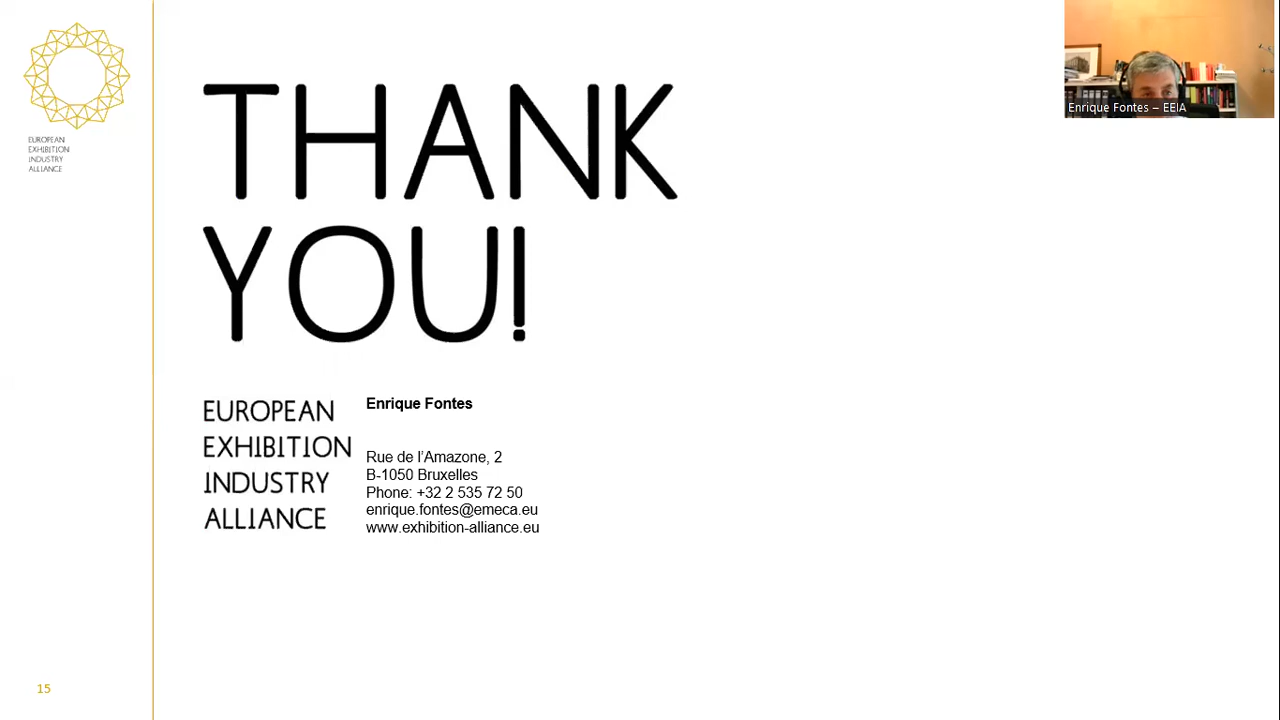 EUROPEAN
EXHIBITION
INDUSTRY
ALLIANCE
THANK
YOU!
EUROPEAN
EXHIBITION
INDUSTRY
ALLIANCE
Enrique Fontes
Rue de l’Amazone, 2
B-1050 Bruxelles
Phone: +32 2 535 72 50
enrique.fontes@emeca.eu
www.exhibition-alliance.eu
Enrique Fontes – EEIA
15